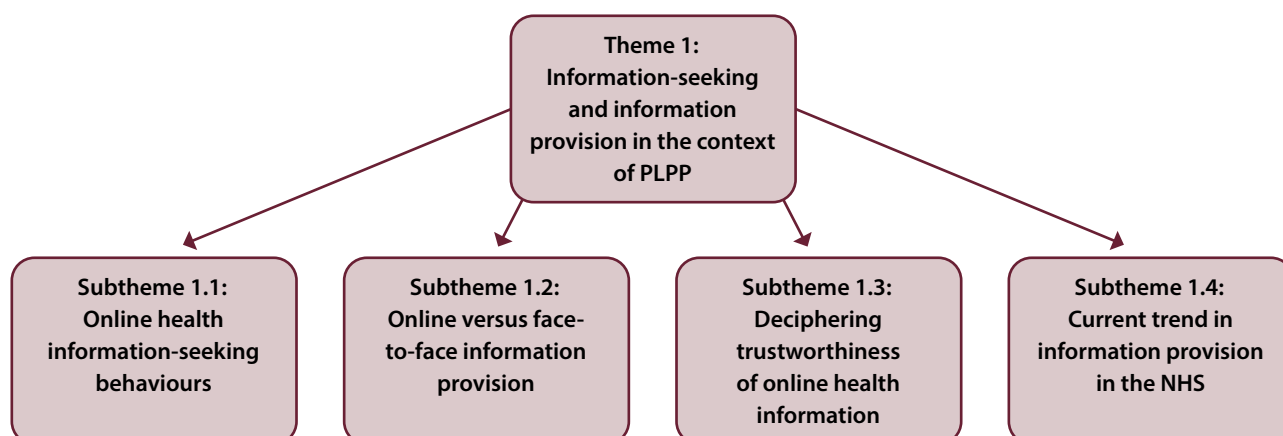 Theme 1:
Information-seeking
and information
provision in the context
of PLPP
Subtheme 1.1:
Online health
information-seeking
behaviours
Subtheme 1.2:
Online versus face-
to-face information
provision
Subtheme 1.3:
Deciphering
trustworthiness
of online health
information
Subtheme 1.4:
Current trend in
information provision
in the NHS